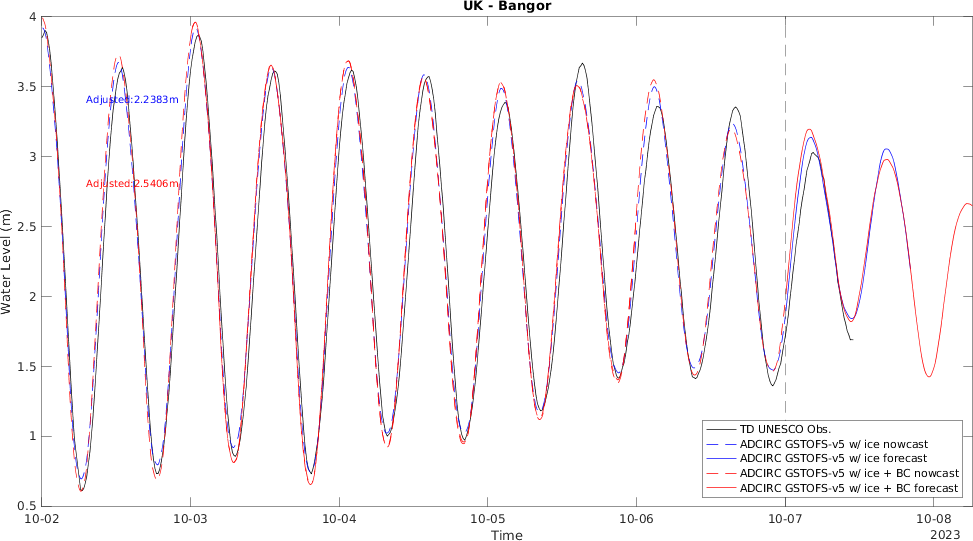 UK - Bangor
4
3.5
3
2.5
2
1.5
1
0.5
Water Level (m)
Adjusted:2.2383m
Adjusted:2.5406m
TD UNESCO Obs.
ADCIRC GSTOFS-v5 w/ ice nowcast
ADCIRC GSTOFS-v5 w/ ice forecast
ADCIRC GSTOFS-v5 w/ ice + BC nowcast
ADCIRC GSTOFS-v5 w/ ice + BC forecast
10-02 10-03 10-04 10-05 10-06 10-07 10-08
Time
2023